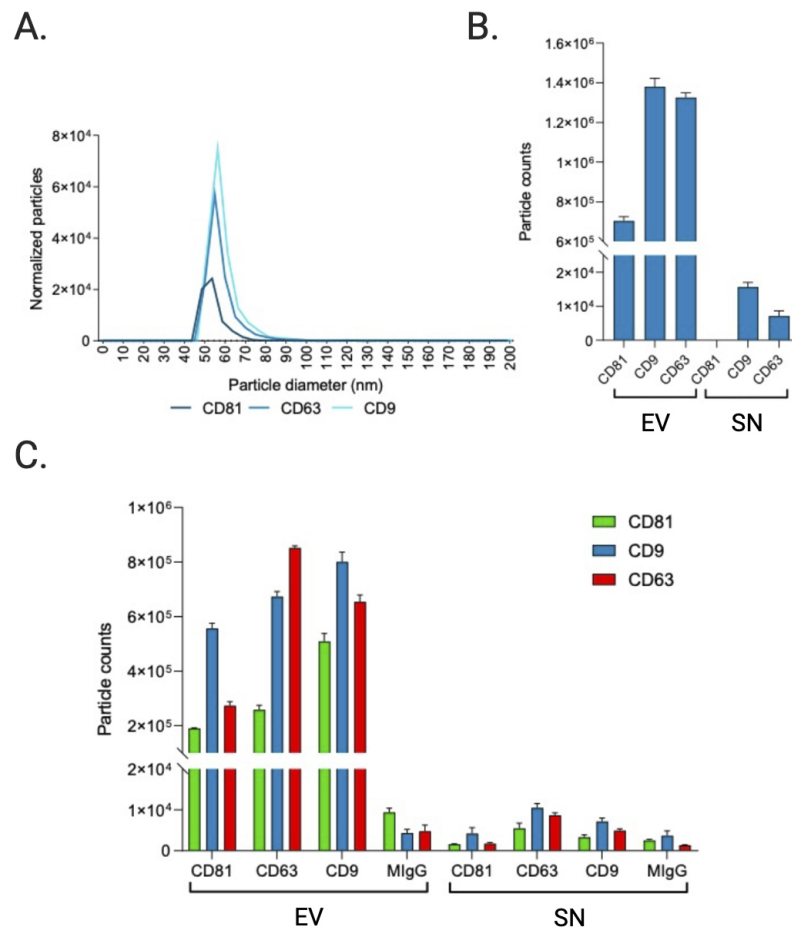 A.
8×10⁴
6×10⁴
4×10⁴
2×10⁴
0
Normalized particles
0 10 20 30 40 50 60 70 80 90 100 110 120 130 140 150 160 170 180 190 200
Particle diameter (nm)
CD81 CD63 CD9
B.
1.6×10⁶
1.4×10⁶
1.2×10⁶
1×10⁶
8×10⁵
6×10⁵
2×10⁴
1×10⁴
0
Particle counts
CD81 CD9 CD63 CD81 CD9 CD63
EV SN
C.
1×10⁶
8×10⁵
6×10⁵
4×10⁵
2×10⁵
2×10⁴
1×10⁴
0
Particle counts
CD81
CD9
CD63
CD81 CD63 CD9 MIgG CD81 CD63 CD9 MIgG
EV SN